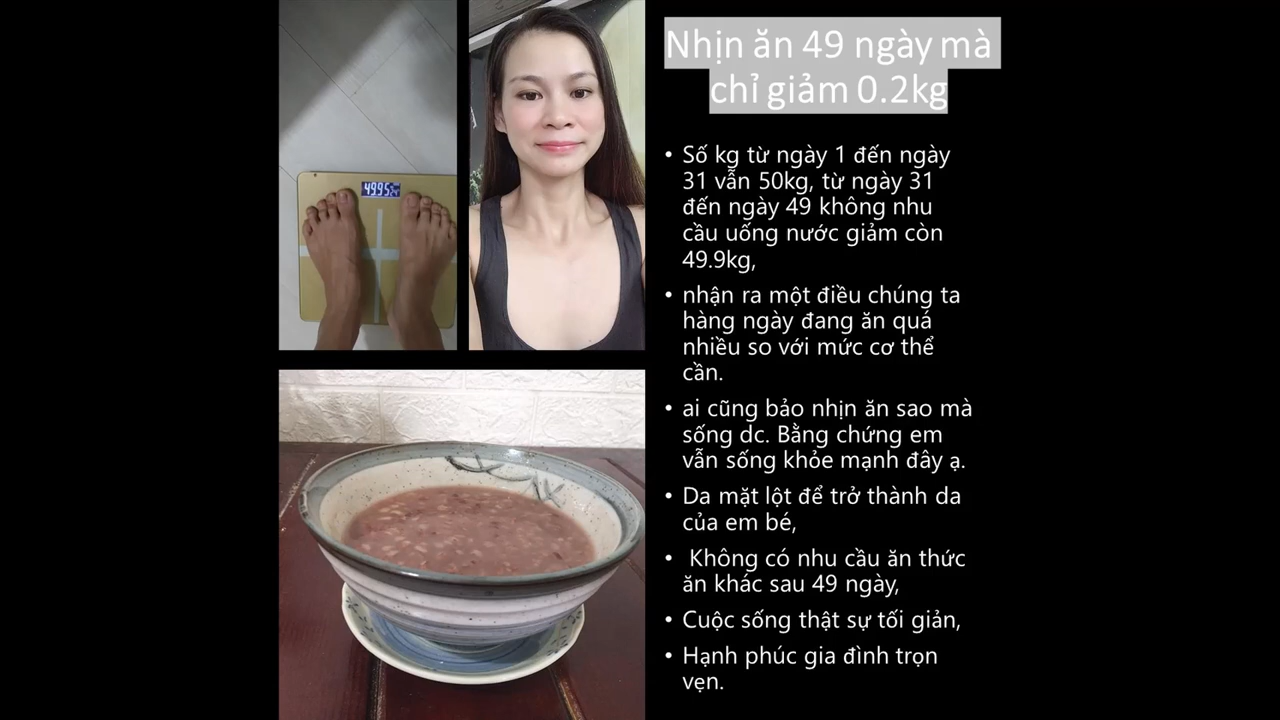 4995
Nhịn ăn 49 ngày mà
chỉ giảm 0.2kg
• Số kg từ ngày 1 đến ngày
31 vẫn 50kg, từ ngày 31
đến ngày 49 không nhu
cầu uống nước giảm còn
49.9kg,
• nhận ra một điều chúng ta
hàng ngày đang ăn quá
nhiều so với mức cơ thể
cần.
• ai cũng bảo nhịn ăn sao mà
sống dc. Bằng chứng em
vẫn sống khỏe mạnh đây ạ.
• Da mặt lột để trở thành da
của em bé,
• Không có nhu cầu ăn thức
ăn khác sau 49 ngày,
• Cuộc sống thật sự tối giản,
• Hạnh phúc gia đình trọn
vẹn.